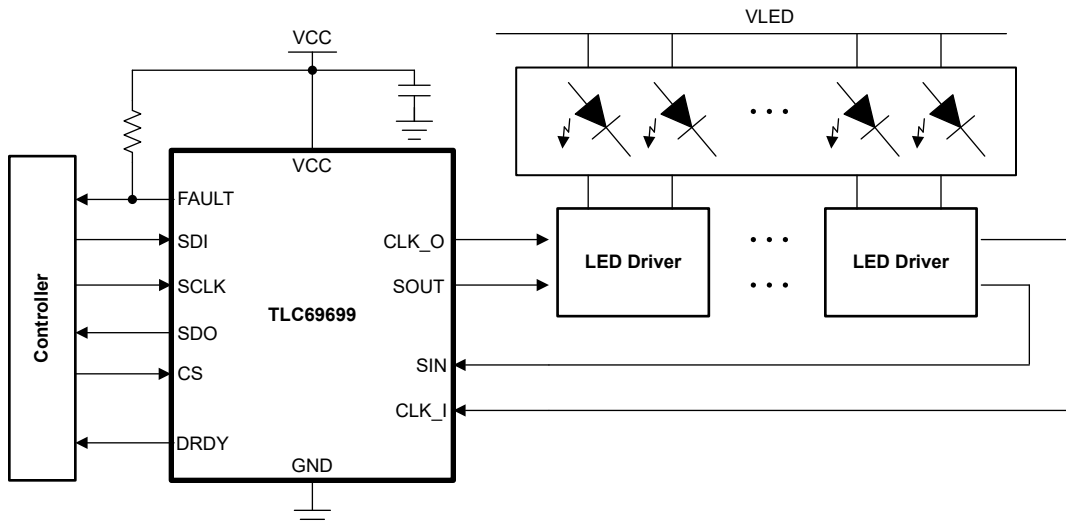 VLED
VCC
VCC
FAULT
SDI
SCLK
SDO
CS
DRDY
Controller
TLC69699
CLK_O
SOUT
SIN
CLK_I
GND
LED Driver
LED Driver